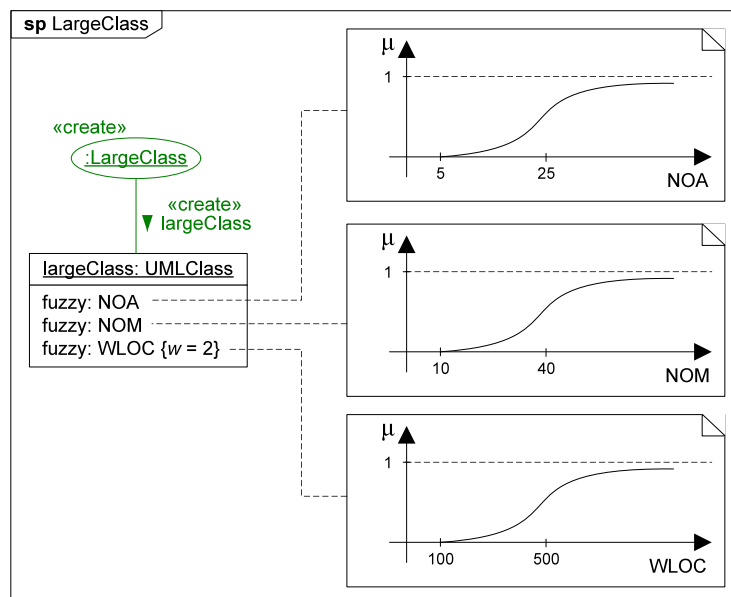 sp LargeClass
«create»
:LargeClass
«create»
largeClass
largeClass: UMLClass
fuzzy: NOA
fuzzy: NOM
fuzzy: WLOC {w = 2}
μ
1
5
25
NOA
μ
1
10
40
NOM
μ
1
100
500
WLOC